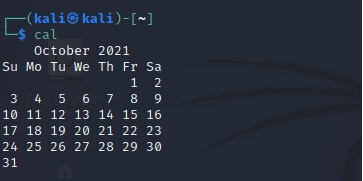 ┌──(kali㉿kali)-[~]
└─$ cal
    October 2021
Su Mo Tu We Th Fr Sa
                1  2
 3  4  5  6  7  8  9
10 11 12 13 14 15 16
17 18 19 20 21 22 23
24 25 26 27 28 29 30
31